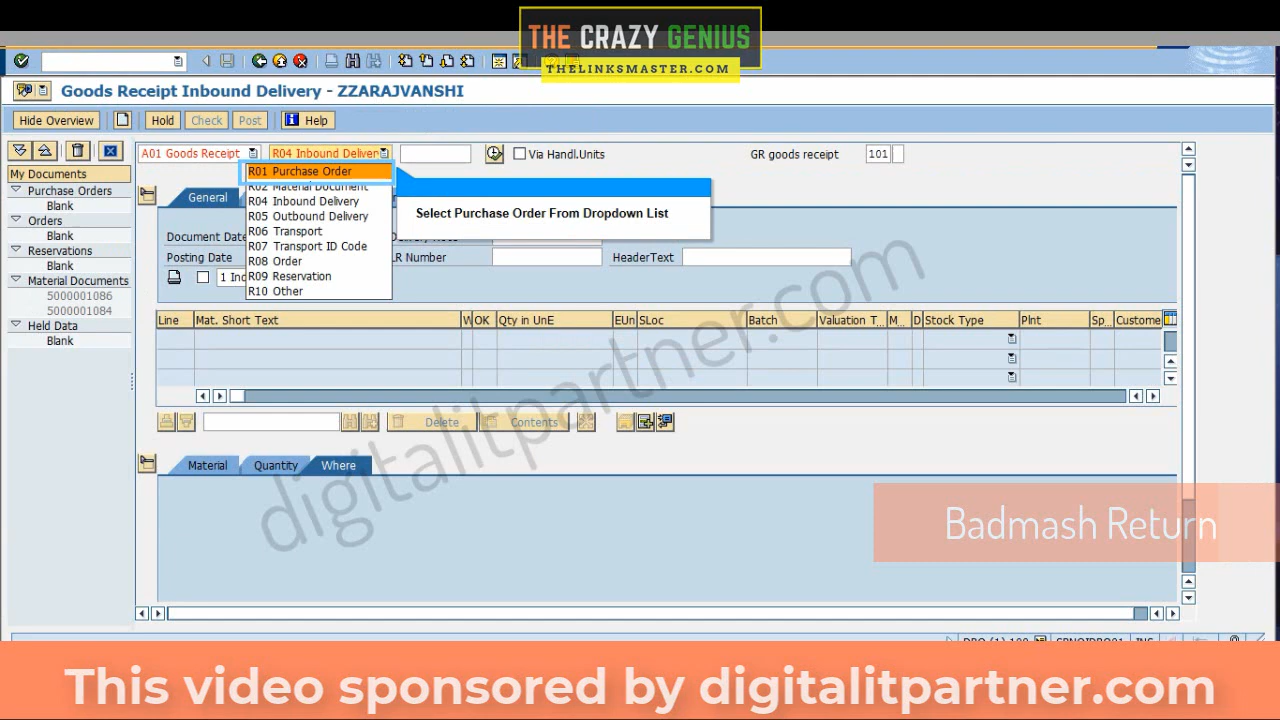 THE CRAZY GENIUS
THELINKSMASTER.COM
Goods Receipt Inbound Delivery - ZZARAJVANSHI
Hide Overview Hold Check Post Help
A01 Goods Receipt R04 Inbound Deliver Via Handl.Units GR goods receipt 101
My Documents
Purchase Orders
Blank
Orders
Blank
Reservations
Blank
Material Documents
5000001086
5000001084
Held Data
Blank
R01 Purchase Order
R02 Material Document
R04 Inbound Delivery
R05 Outbound Delivery
R06 Transport
R07 Transport ID Code
R08 Order
R09 Reservation
R10 Other
Select Purchase Order From Dropdown List
General
Document Date
Posting Date LR Number HeaderText
1 Ind
Line Mat. Short Text OK Qty in UnE EUn SLoc Batch Valuation T... M... D Stock Type Plnt Sp... Custome
Delete Contents
Material Quantity Where
digitalitpartner.com
Badmash Return
This video sponsored by digitalitpartner.com